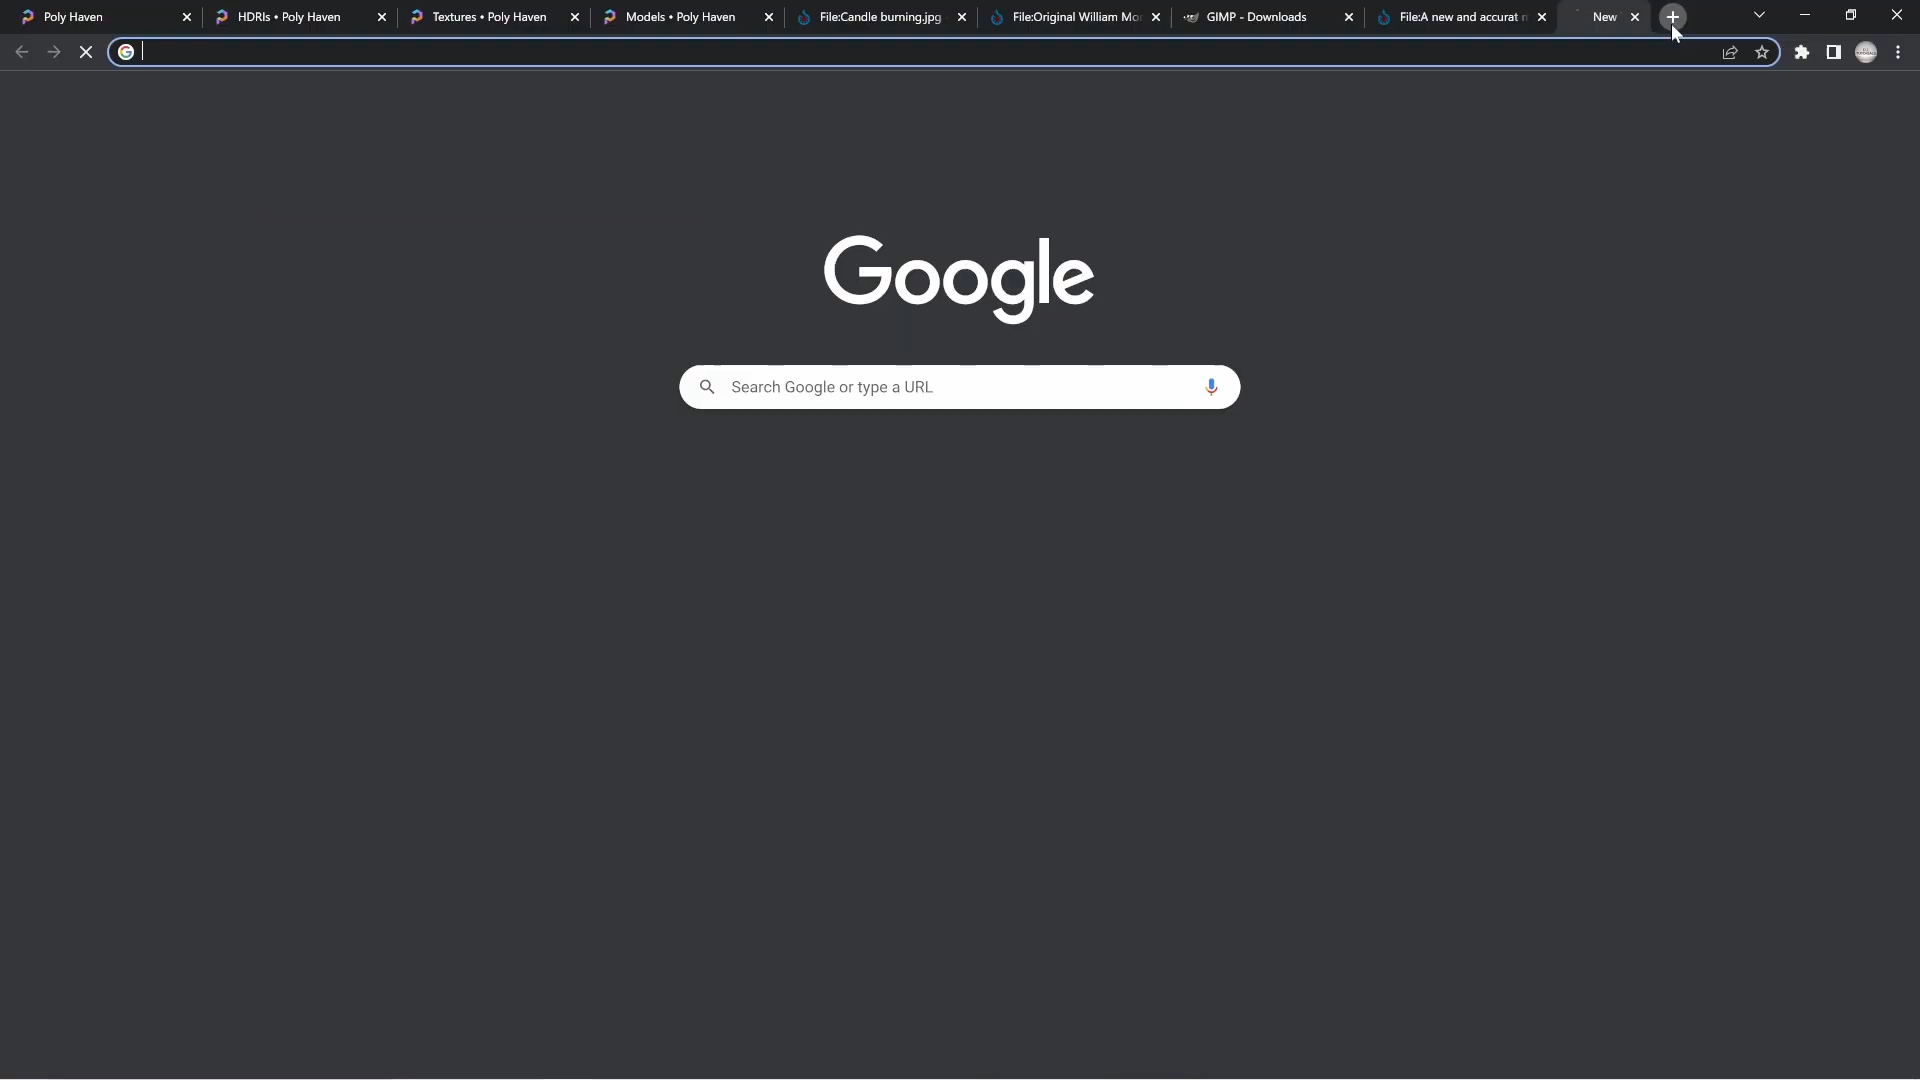 Poly Haven
HDRIs • Poly Haven
Textures • Poly Haven
Models • Poly Haven
File:Candle burning.jpg
File:Original William Mor
GIMP - Downloads
File:A new and accurat
New
Google
Search Google or type a URL